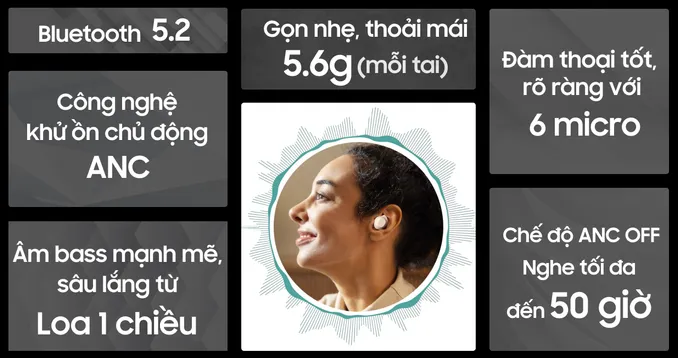 Bluetooth 5.2
Công nghệ
khử ồn chủ động
ANC
Âm bass mạnh mẽ,
sâu lắng từ
Loa 1 chiều
Gọn nhẹ, thoải mái
5.6g (mỗi tai)
Đàm thoại tốt,
rõ ràng với
6 micro
Chế độ ANC OFF
Nghe tối đa
đến 50 giờ